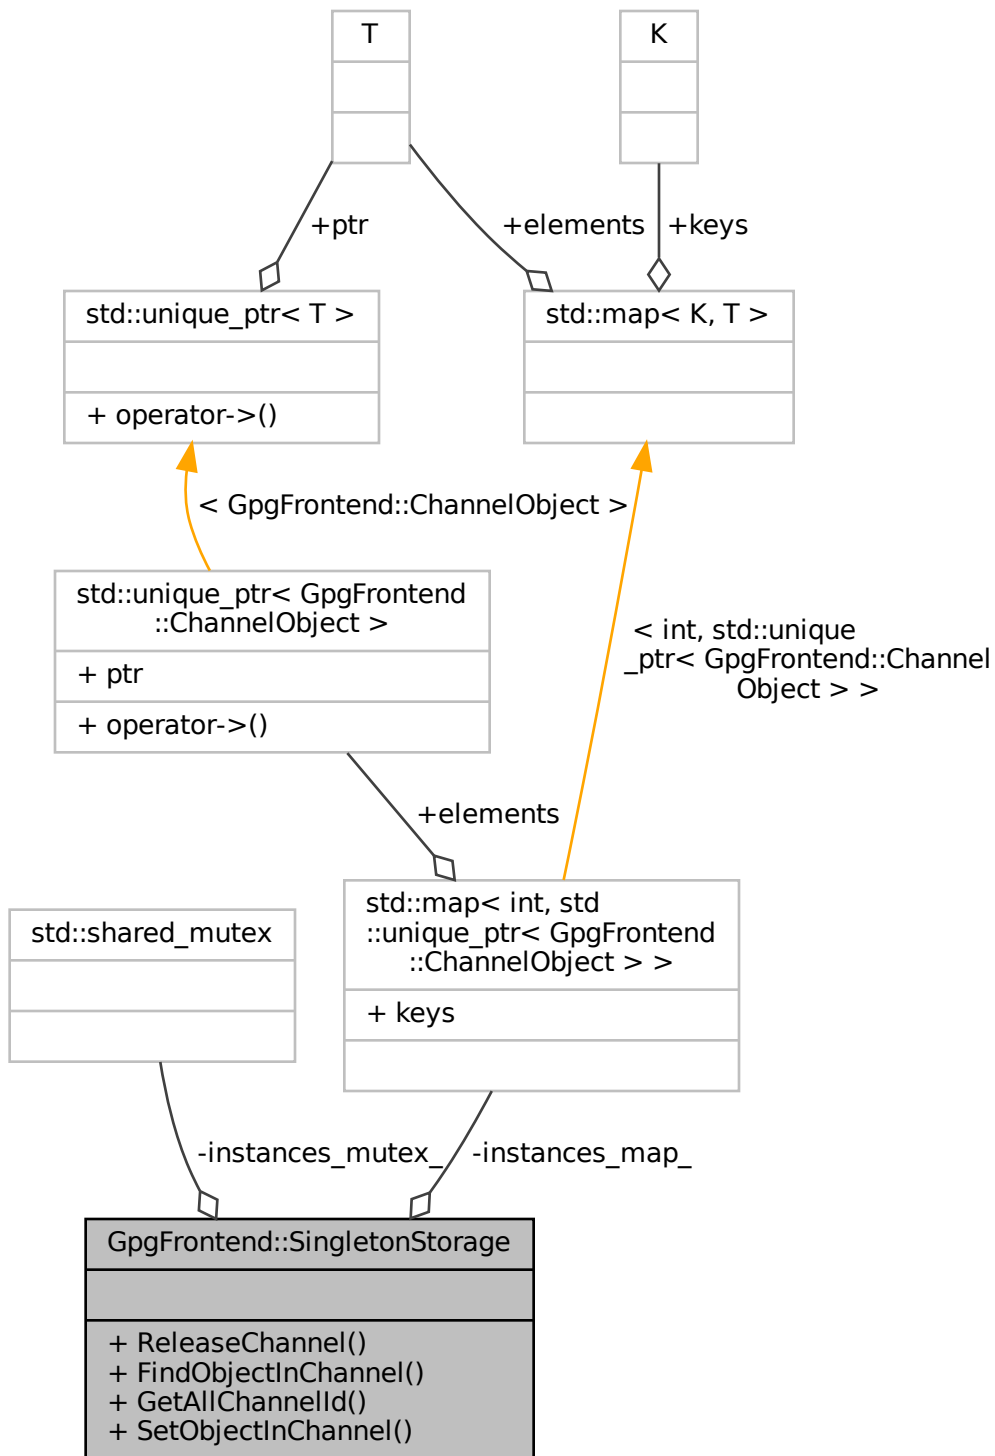 T
K
+ptr
+elements
+keys
std::unique_ptr< T >
+ operator->()
std::map< K, T >
< GpgFrontend::ChannelObject >
std::unique_ptr< GpgFrontend
::ChannelObject >
+ ptr
+ operator->()
< int, std::unique
_ptr< GpgFrontend::Channel
Object > >
+elements
std::shared_mutex
std::map< int, std
::unique_ptr< GpgFrontend
::ChannelObject > >
+ keys
-instances_mutex_
-instances_map_
GpgFrontend::SingletonStorage
+ ReleaseChannel()
+ FindObjectInChannel()
+ GetAllChannelId()
+ SetObjectInChannel()